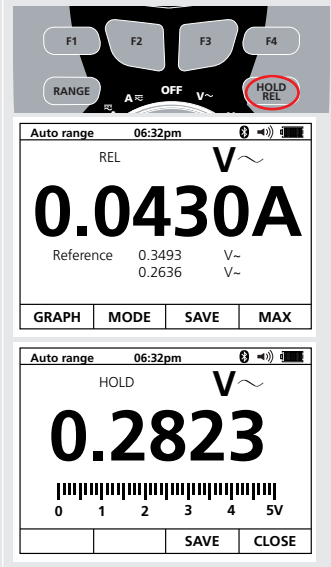 F1 F2 F3 F4
RANGE A OFF V~ HOLD REL
Auto range 06:32pm
REL V~
0.0430A
Reference 0.3493 V~
0.2636 V~
GRAPH MODE SAVE MAX
Auto range 06:32pm
HOLD V~
0.2823
0 1 2 3 4 5V
SAVE CLOSE